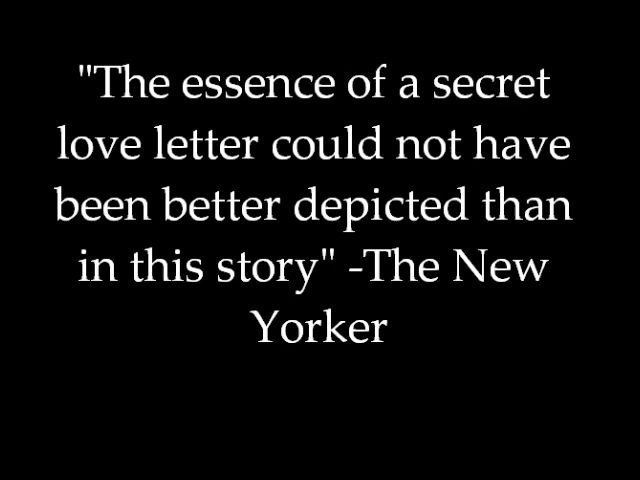 "The essence of a secret
love letter could not have
been better depicted than
in this story" -The New
Yorker